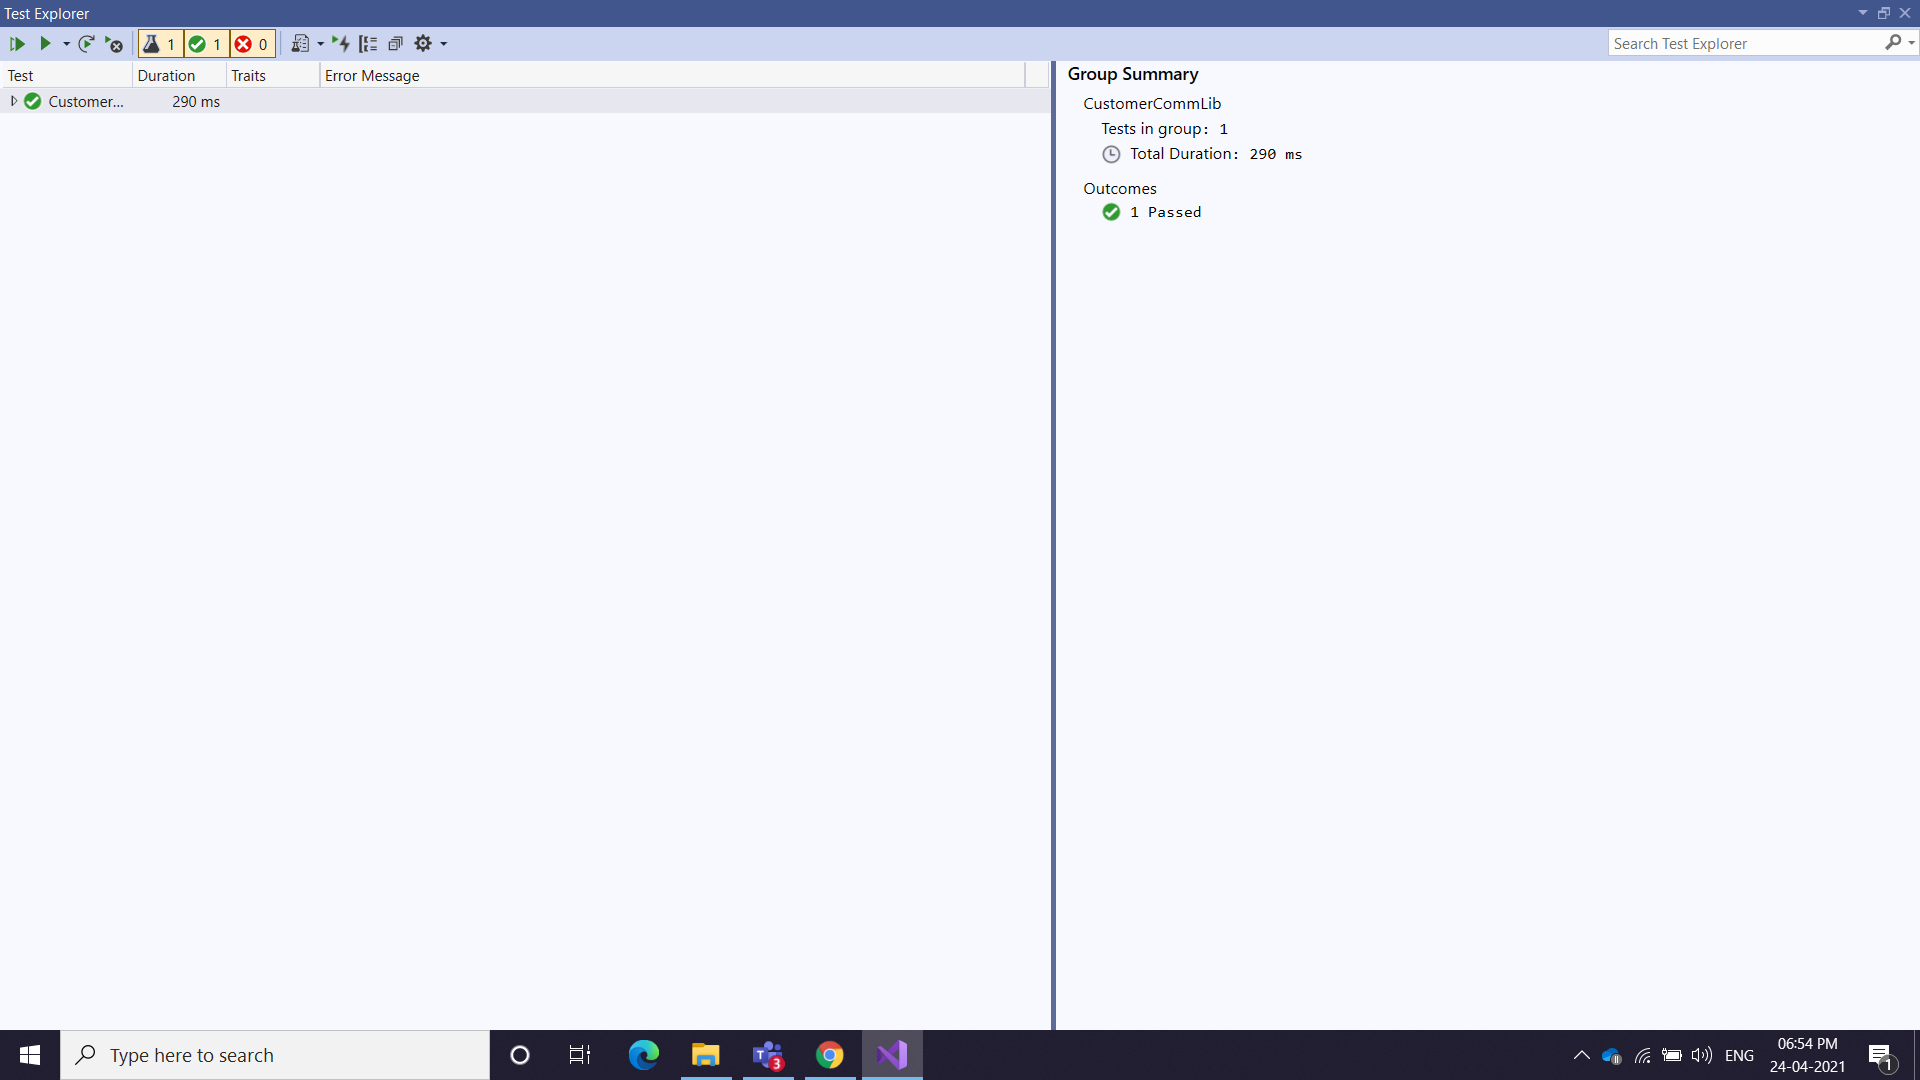 Test Explorer
1 1 0
Search Test Explorer
Test Duration Traits Error Message
Customer... 290 ms
Group Summary
CustomerCommLib
Tests in group: 1
Total Duration: 290 ms
Outcomes
1 Passed
Type here to search
T 3
ENG
06:54 PM
24-04-2021
1